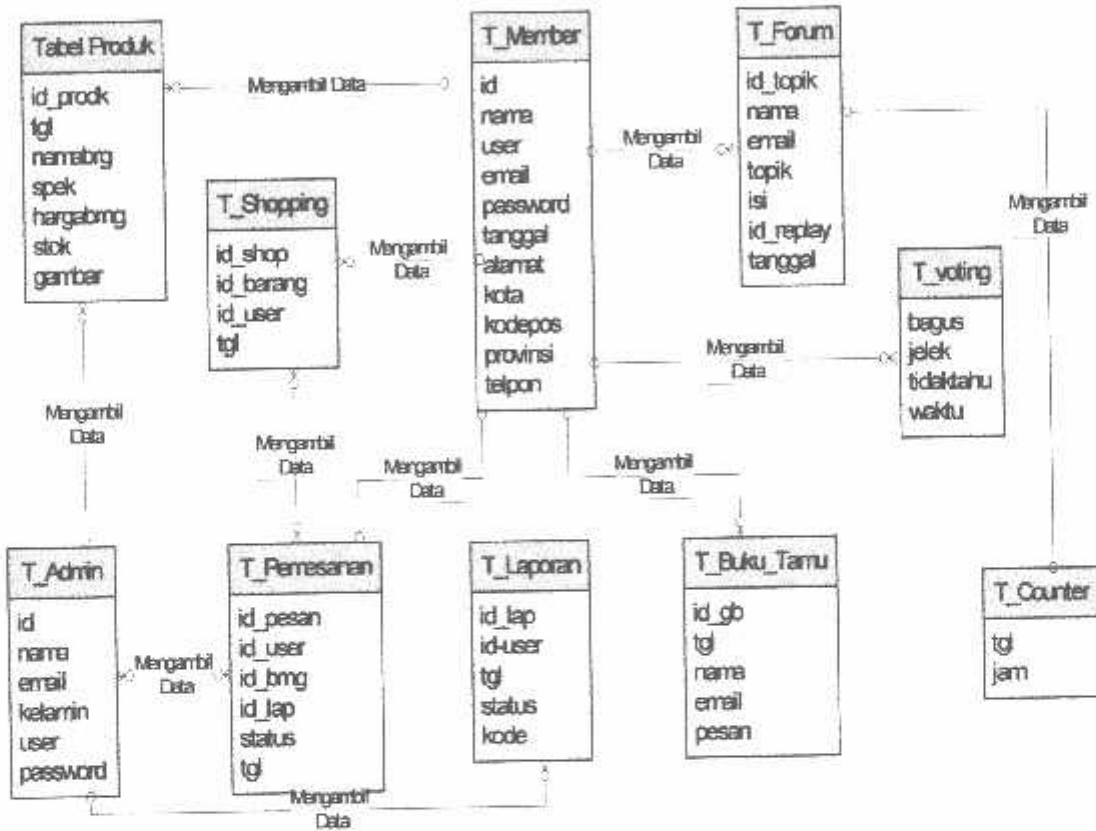 Tabel Produk
id_prodk
tgl
namabrg
spek
hargabrng
stok
gambar
Mengambil Data
T_Member
id
nama
user
email
password
tanggal
alamat
kota
kodepos
provinsi
telpon
T_Forum
id_topik
nama
email
topik
isi
id_replay
tanggal
Mengambil
Data
Mengambil
Data
T_Shopping
id_shop
id_barang
id_user
tgl
Mengambil
Data
T_voting
bagus
jelek
tidaktahu
waktu
Mengambil
Data
Mengambil
Data
Mengambil
Data
Mengambil
Data
Mengambil
Data
T_Admin
id
nama
email
kelamin
user
password
Mengambil
Data
T_Pemesanan
id_pesan
id_user
id_brng
id_lap
status
tgl
T_Laporan
id_lap
id-user
tgl
status
kode
T_Buku_Tamu
id_gb
tgl
nama
email
pesan
T_Counter
tgl
jam
Mengambil
Data